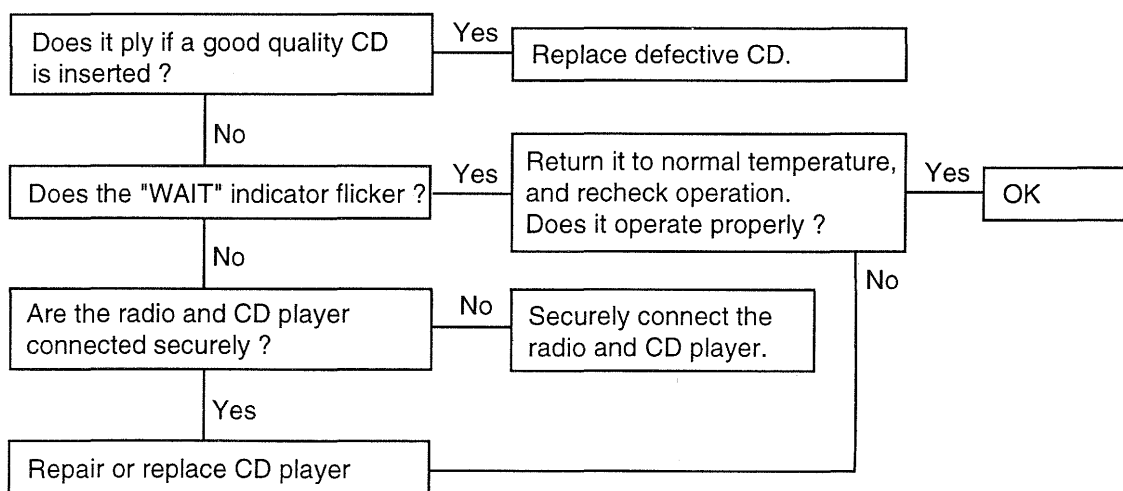 Does it ply if a good quality CD
is inserted ?
Yes
Replace defective CD.
No
Does the "WAIT" indicator flicker ?
Yes
Return it to normal temperature,
and recheck operation.
Does it operate properly ?
Yes
OK
No
No
Are the radio and CD player
connected securely ?
No
Securely connect the
radio and CD player.
Yes
Repair or replace CD player